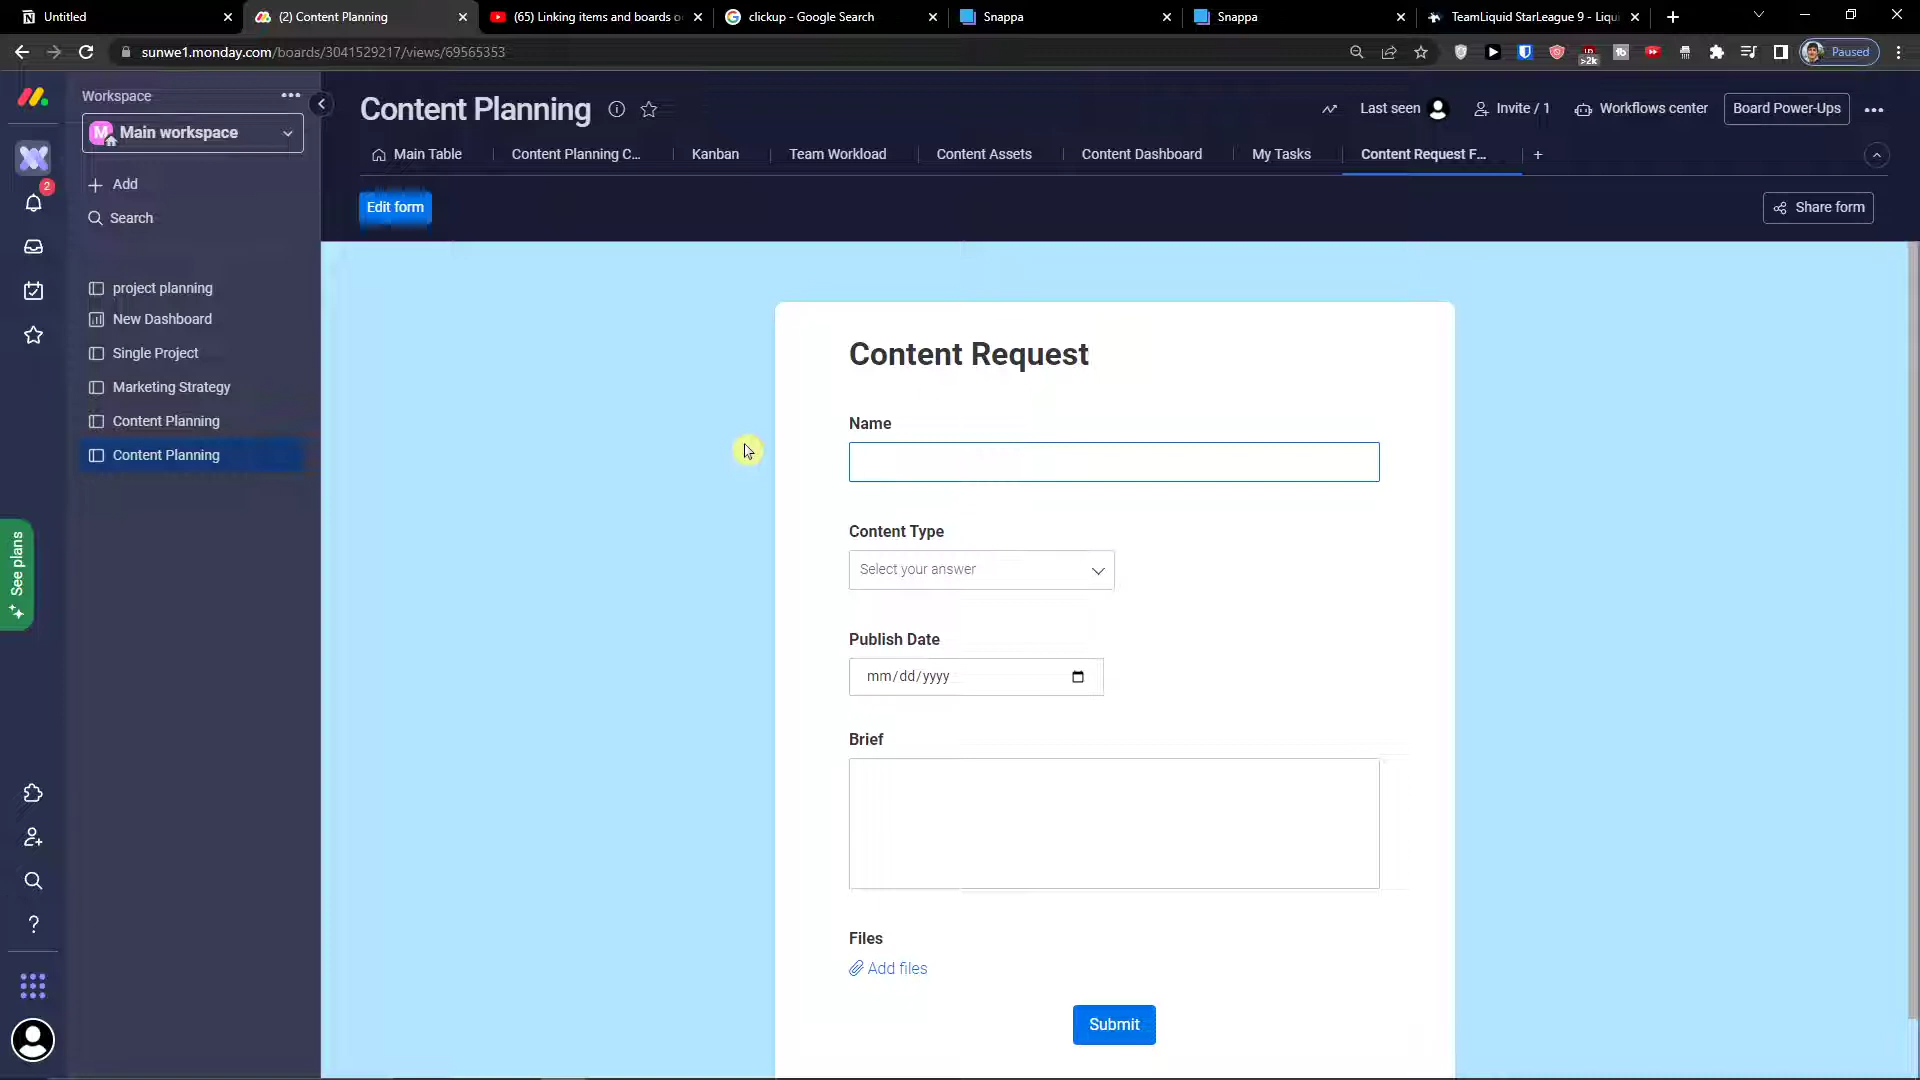 Untitled
(2) Content Planning
(65) Linking items and boards o
clickup - Google Search
Snappa
Snappa
TeamLiquid StarLeague 9 - Liqui
sunwe1.monday.com/boards/3041529217/views/69565353
>2k
Paused
Workspace
M Main workspace
Add
Search
project planning
New Dashboard
Single Project
Marketing Strategy
Content Planning
Content Planning
2
See plans
Content Planning
Last seen
Invite / 1
Workflows center
Board Power-Ups
Main Table
Content Planning C...
Kanban
Team Workload
Content Assets
Content Dashboard
My Tasks
Content Request F...
Edit form
Share form
Content Request
Name
Content Type
Select your answer
Publish Date
mm/dd/yyyy
Brief
Files
Add files
Submit